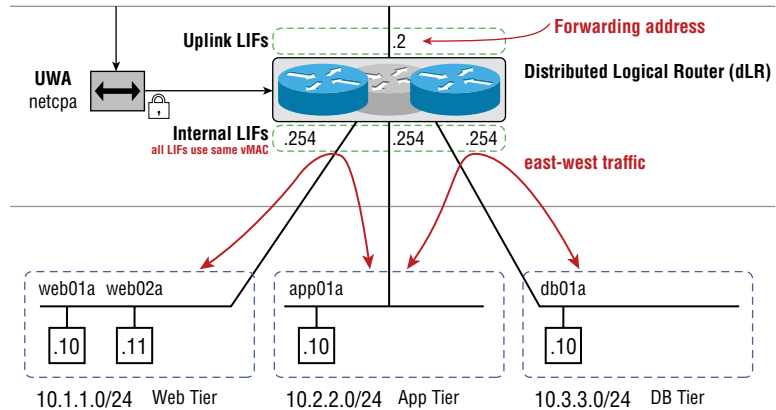 Forwarding address
Uplink LIFs
.2
UWA
netcpa
Distributed Logical Router (dLR)
Internal LIFs
all LIFs use same vMAC
.254
.254
.254
east-west traffic
web01a
web02a
app01a
db01a
.10
.11
.10
.10
10.1.1.0/24
Web Tier
10.2.2.0/24
App Tier
10.3.3.0/24
DB Tier